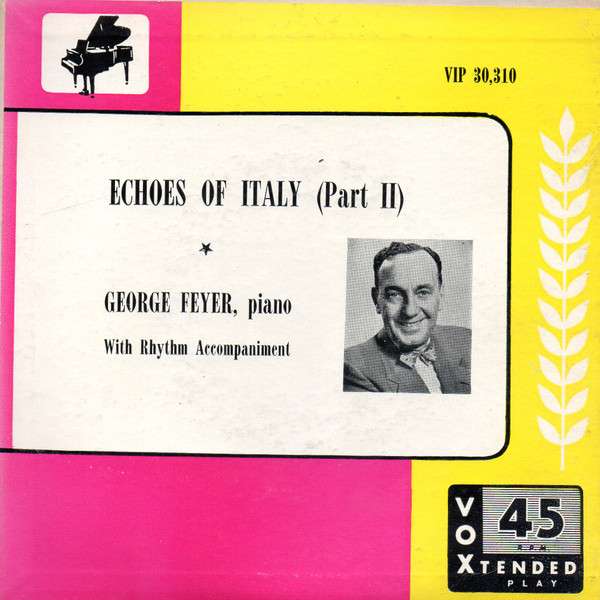 VIP 30,310
ECHOES OF ITALY (Part II)
GEORGE FEYER, piano
With Rhythm Accompaniment
VOX
45
R.P.M.
XTENDED
PLAY